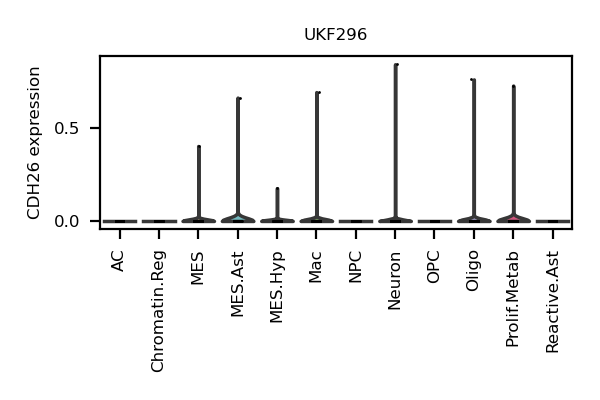 UKF296
CDH26 expression
0.5
0.0
AC
Chromatin.Reg
MES
MES.Ast
MES.Hyp
Mac
NPC
Neuron
OPC
Oligo
Prolif.Metab
Reactive.Ast